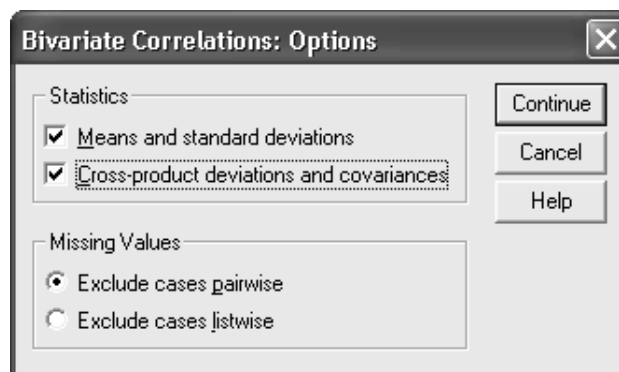 Bivariate Correlations: Options
Statistics
Means and standard deviations
Cross-product deviations and covariances
Missing Values
Exclude cases pairwise
Exclude cases listwise
Continue
Cancel
Help